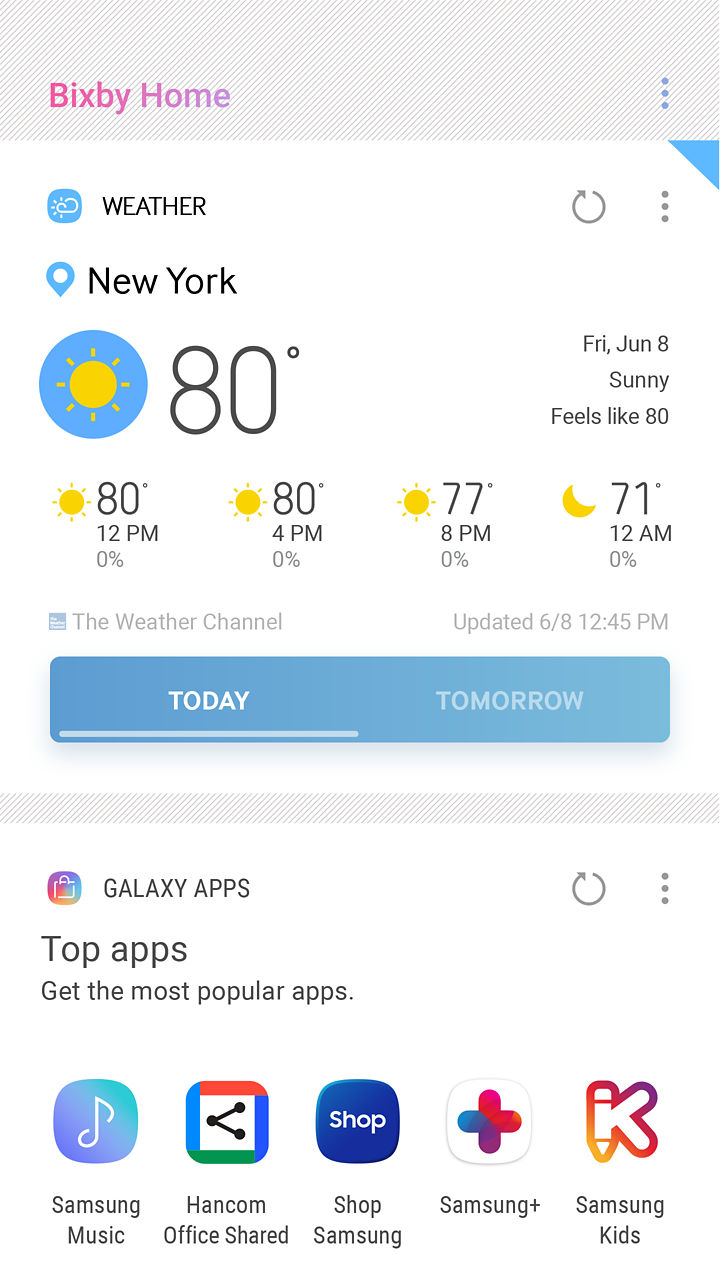 Bixby Home
WEATHER
New York
80°
Fri, Jun 8
Sunny
Feels like 80
80° 80° 77° 71°
12 PM 4 PM 8 PM 12 AM
0% 0% 0% 0%
The Weather Channel Updated 6/8 12:45 PM
TODAY TOMORROW
GALAXY APPS
Top apps
Get the most popular apps.
Shop
Samsung Hancom Shop Samsung+ Samsung
Music Office Shared Samsung Kids